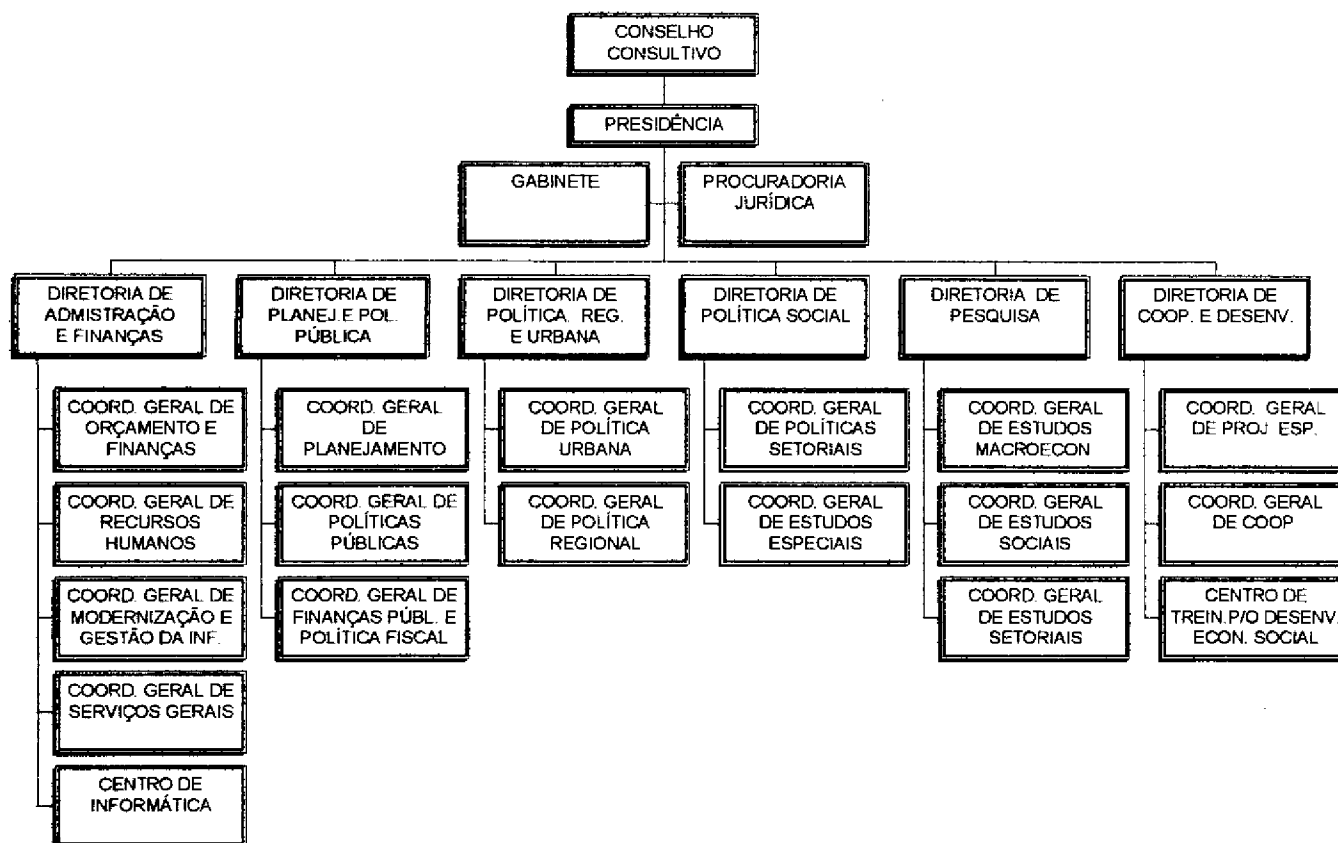 CONSELHO
CONSULTIVO
PRESIDÊNCIA
GABINETE
PROCURADORIA
JURÍDICA
DIRETORIA DE
ADMISTRAÇÃO
E FINANÇAS
DIRETORIA DE
PLANEJ.E POL.
PÚBLICA
DIRETORIA DE
POLÍTICA. REG.
E URBANA
DIRETORIA DE
POLÍTICA SOCIAL
DIRETORIA DE
PESQUISA
DIRETORIA DE
COOP. E DESENV.
COORD. GERAL DE
ORÇAMENTO E
FINANÇAS
COORD. GERAL
DE
PLANEJAMENTO
COORD. GERAL
DE POLÍTICA
URBANA
COORD. GERAL
DE POLÍTICAS
SETORIAIS
COORD. GERAL
DE ESTUDOS
MACROECON
COORD. GERAL
DE PROJ ESP.
COORD. GERAL DE
RECURSOS
HUMANOS
COORD. GERAL DE
POLÍTICAS
PÚBLICAS
COORD. GERAL
DE POLÍTICA
REGIONAL
COORD. GERAL
DE ESTUDOS
ESPECIAIS
COORD. GERAL
DE ESTUDOS
SOCIAIS
COORD. GERAL
DE COOP
COORD. GERAL DE
MODERNIZAÇÃO E
GESTÃO DA INF.
COORD. GERAL DE
FINANÇAS PÚBL. E
POLÍTICA FISCAL
COORD. GERAL
DE ESTUDOS
SETORIAIS
CENTRO DE
TREIN.P/O DESENV.
ECON. SOCIAL
COORD. GERAL DE
SERVIÇOS GERAIS
CENTRO DE
INFORMÁTICA